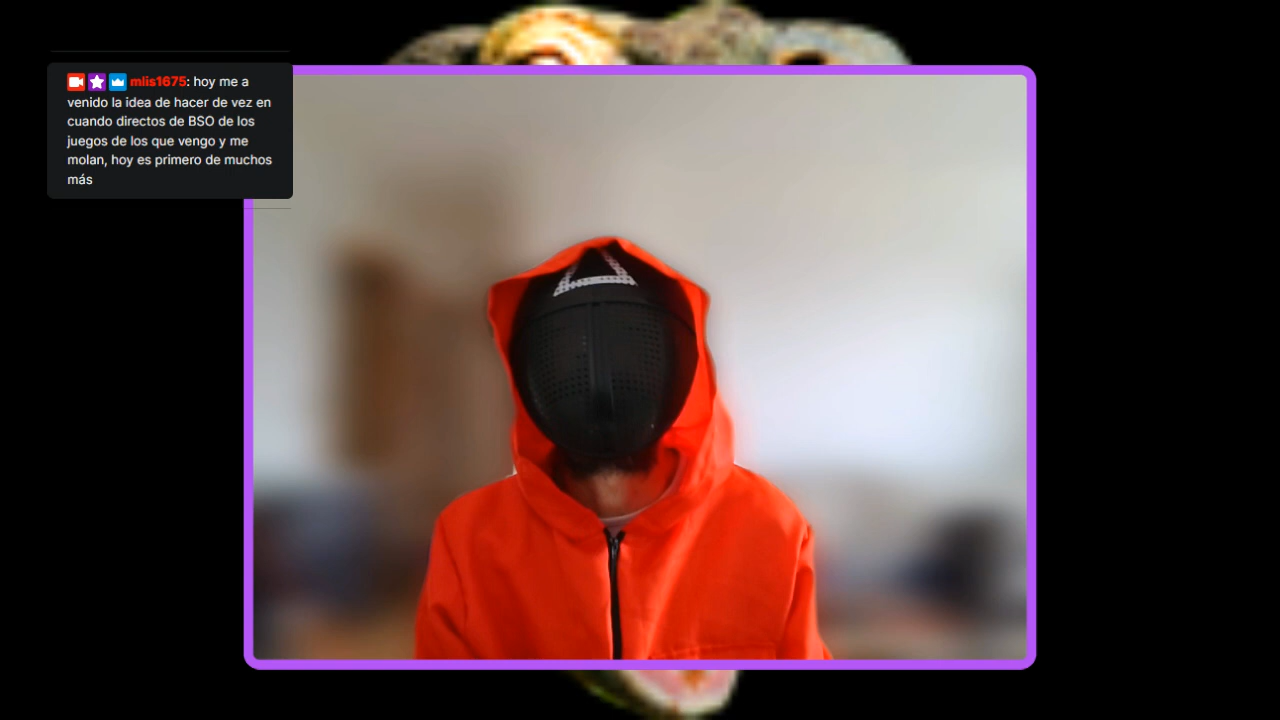 mlis1675: hoy me a
venido la idea de hacer de vez en
cuando directos de BSO de los
juegos de los que vengo y me
molan, hoy es primero de muchos
más